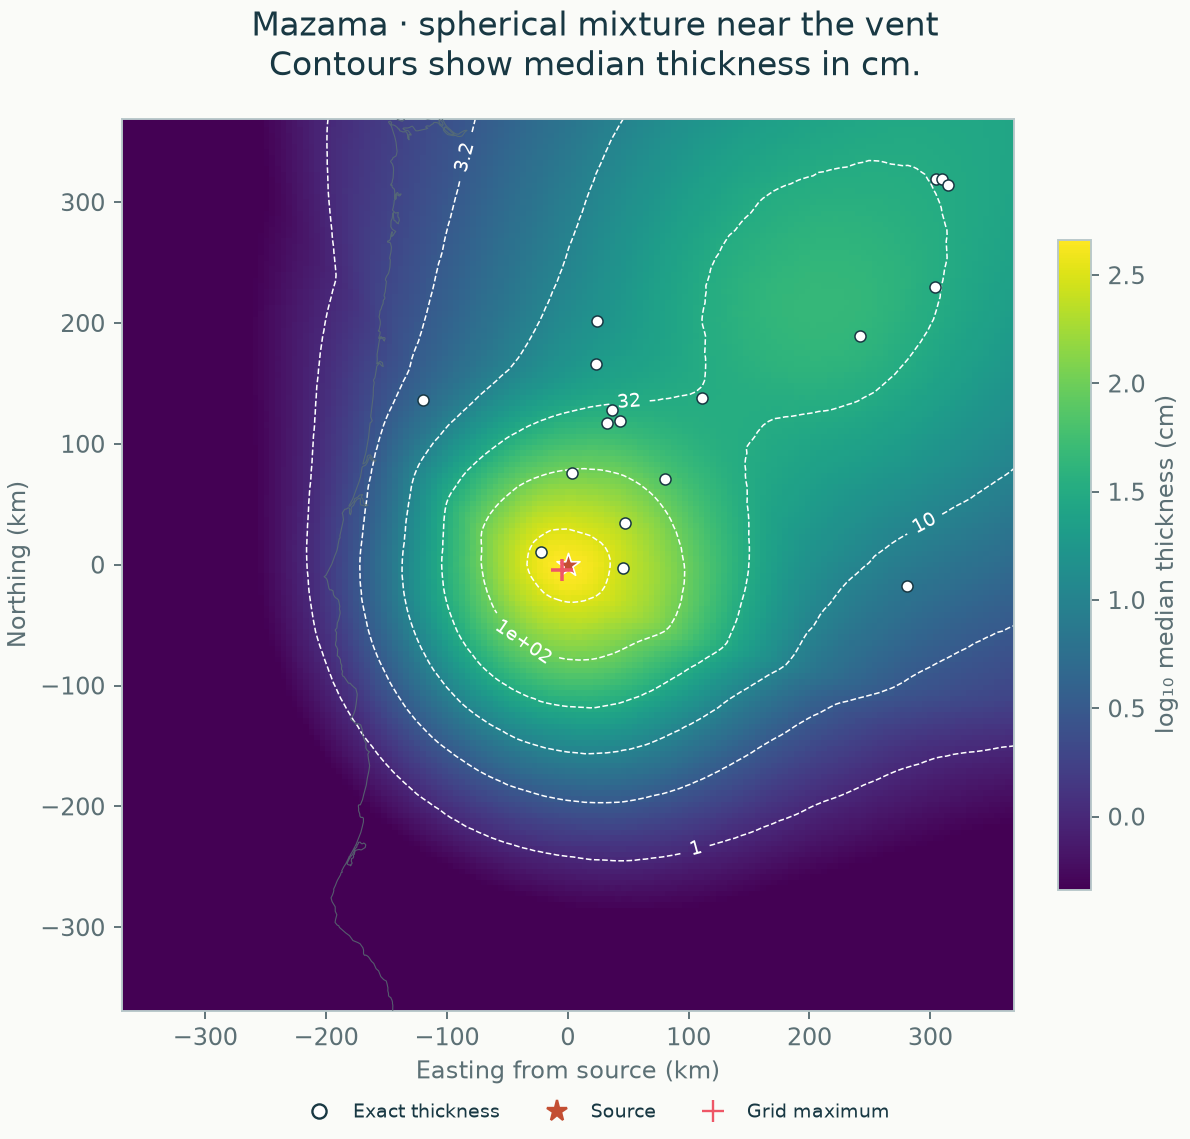 Mazama · spherical mixture near the vent
Contours show median thickness in cm.
3.2
32
10
1e+02
1
300
200
100
0
−100
−200
−300
Northing (km)
−300
−200
−100
0
100
200
300
Easting from source (km)
2.5
2.0
1.5
1.0
0.5
0.0
log₁₀ median thickness (cm)
Exact thickness
Source
Grid maximum